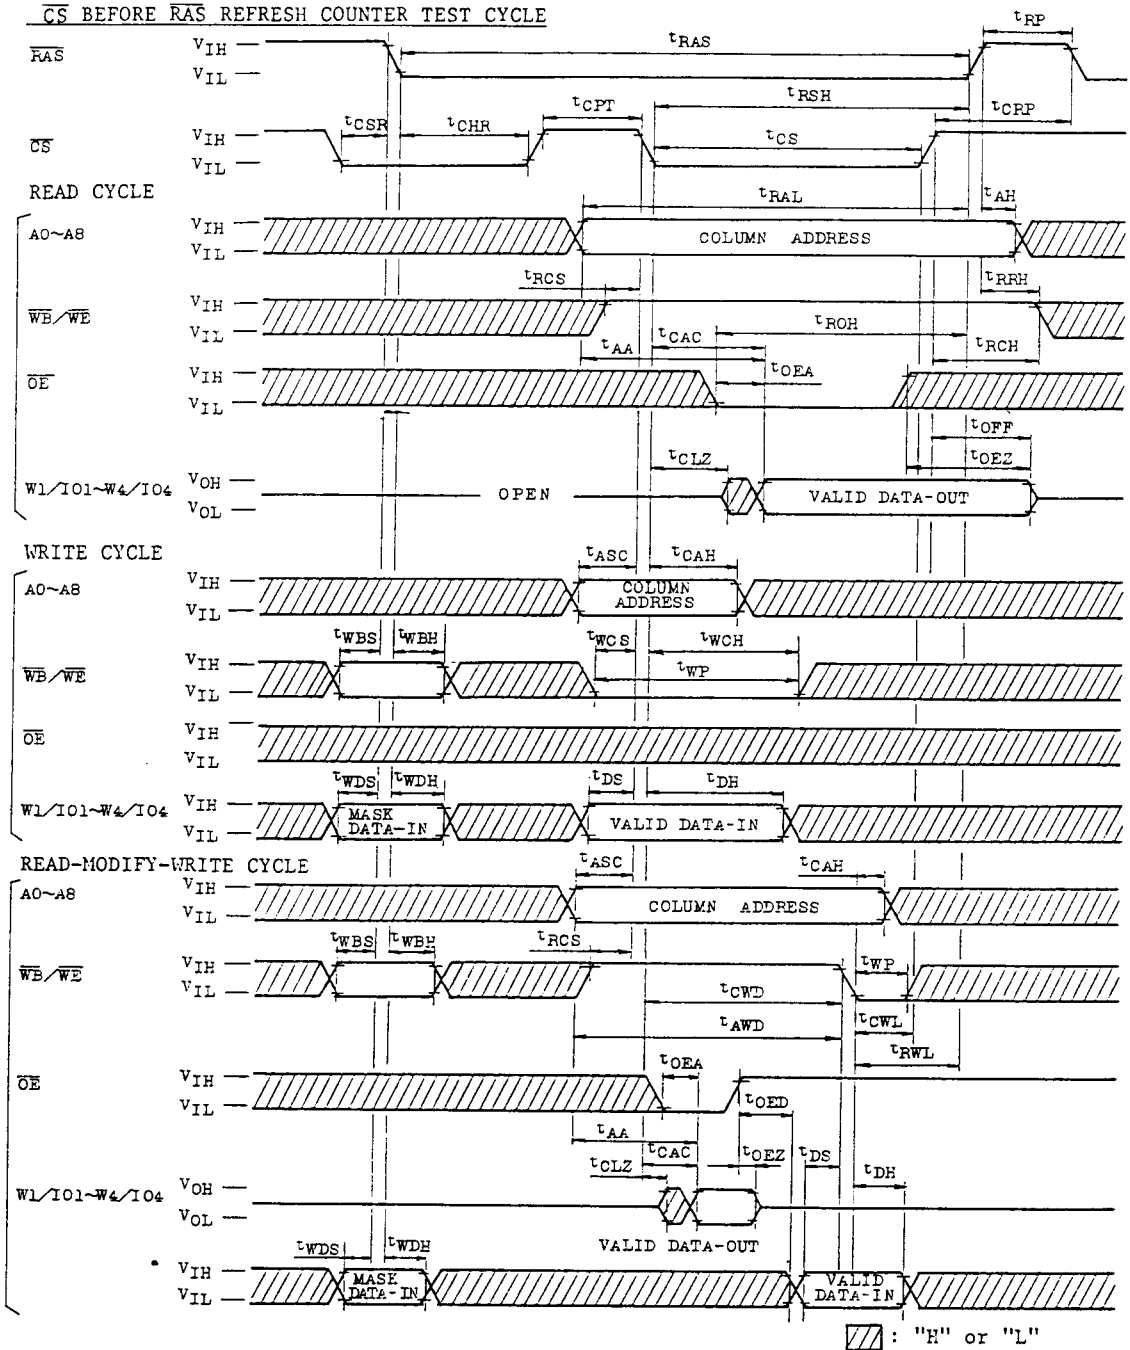 CS BEFORE RAS REFRESH COUNTER TEST CYCLE
tRP
RAS VIH tRAS
VIL
tRSH
tCPT tCRP
tCSR tCHR
CS VIH tCS
VIL
READ CYCLE
tRAL tAH
A0~A8 VIH COLUMN ADDRESS
VIL
tRCS tRRH
WB/WE VIH
VIL tROH
tCAC
tAA tRCH
OE VIH tOEA
VIL
tOFF
tCLZ tOEZ
W1/IO1~W4/IO4 VOH OPEN VALID DATA-OUT
VOL
WRITE CYCLE
tASC tCAH
A0~A8 VIH COLUMN
VIL ADDRESS
tWBS tWBH tWCS tWCH
WB/WE VIH tWP
VIL
OE VIH
VIL
tWDS tWDH tDS tDH
W1/IO1~W4/IO4 VIH MASK VALID DATA-IN
VIL DATA-IN
READ-MODIFY-WRITE CYCLE
tASC tCAH
A0~A8 VIH COLUMN ADDRESS
VIL
tWBS tWBH tRCS
WB/WE VIH tWP
VIL tCWD
tCWL
tAWD
tRWL
tOEA
OE VIH
VIL tOED
tAA
tCAC tOEZ tDS
tCLZ tDH
W1/IO1~W4/IO4 VOH
VOL
VALID DATA-OUT
tWDS tWDH
VIH MASK VALID
VIL DATA-IN DATA-IN
: "H" or "L"